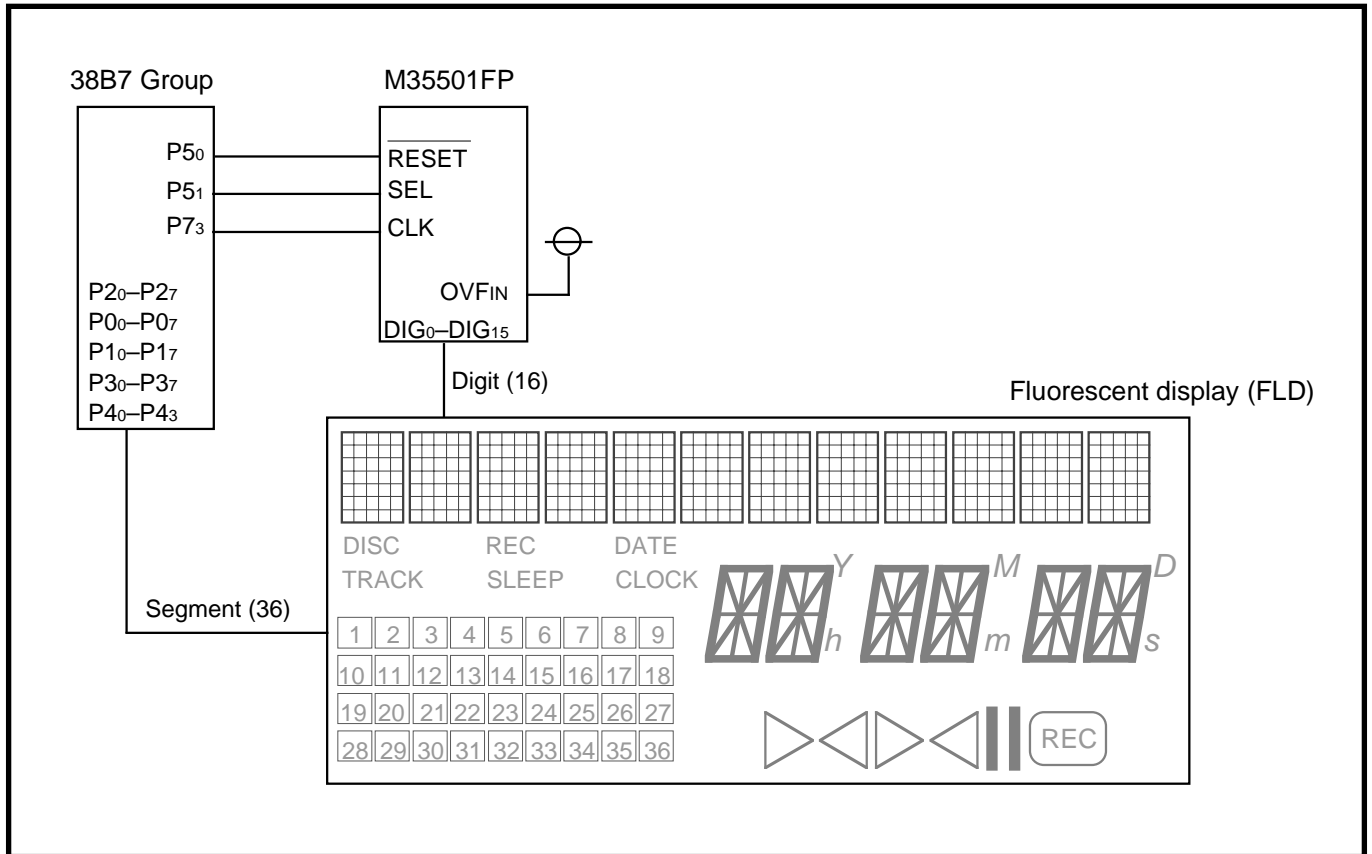 38B7 Group
M35501FP
P50
P51
P73
RESET
SEL
CLK
OVFIN
DIG0–DIG15
P20–P27
P00–P07
P10–P17
P30–P37
P40–P43
Digit (16)
Segment (36)
Fluorescent display (FLD)
DISC REC DATE
TRACK SLEEP CLOCK
Y M D
h m s
1 2 3 4 5 6 7 8 9
10 11 12 13 14 15 16 17 18
19 20 21 22 23 24 25 26 27
28 29 30 31 32 33 34 35 36
REC